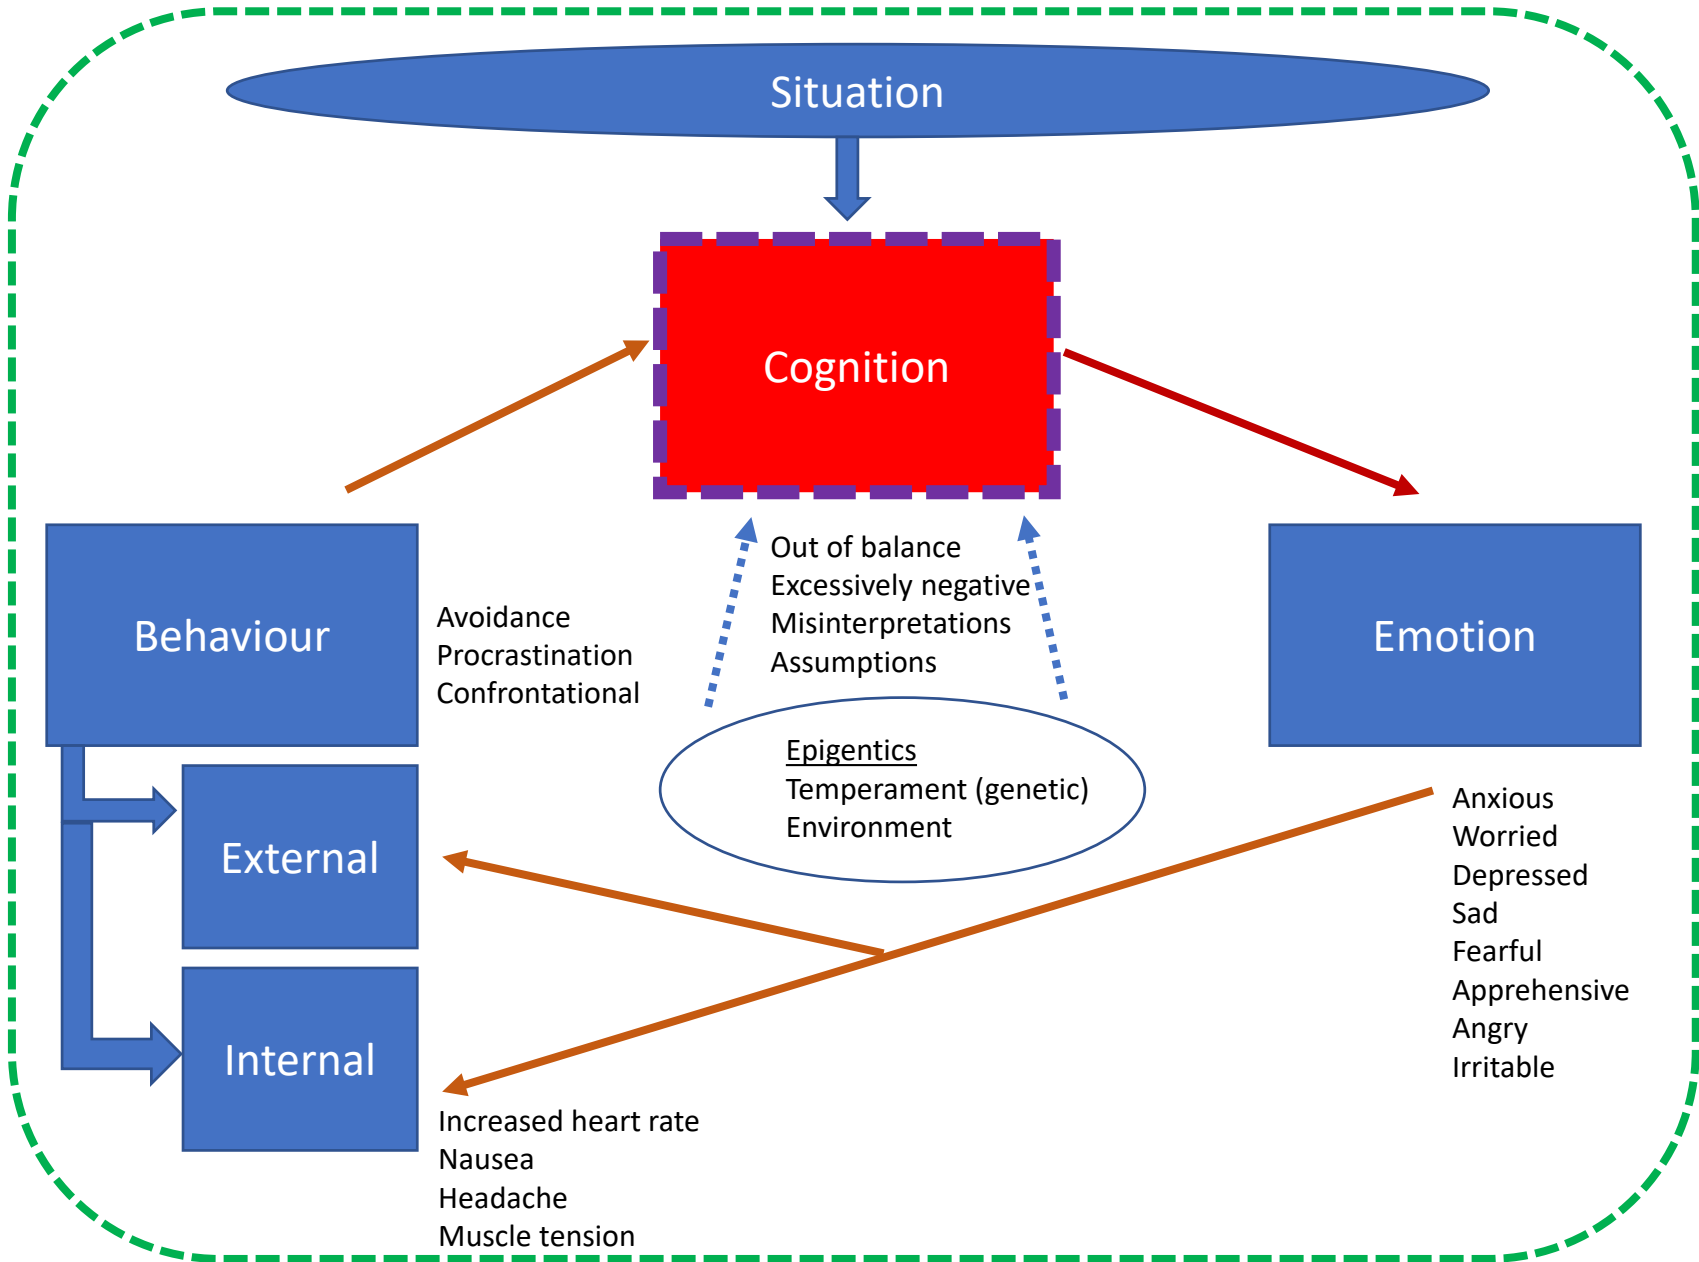 Situation
Cognition
Out of balance
Excessively negative
Misinterpretations
Assumptions
Behaviour
Avoidance
Procrastination
Confrontational
Emotion
Epigentics
Temperament (genetic)
Environment
Anxious
Worried
Depressed
Sad
Fearful
Apprehensive
Angry
Irritable
External
Internal
Increased heart rate
Nausea
Headache
Muscle tension